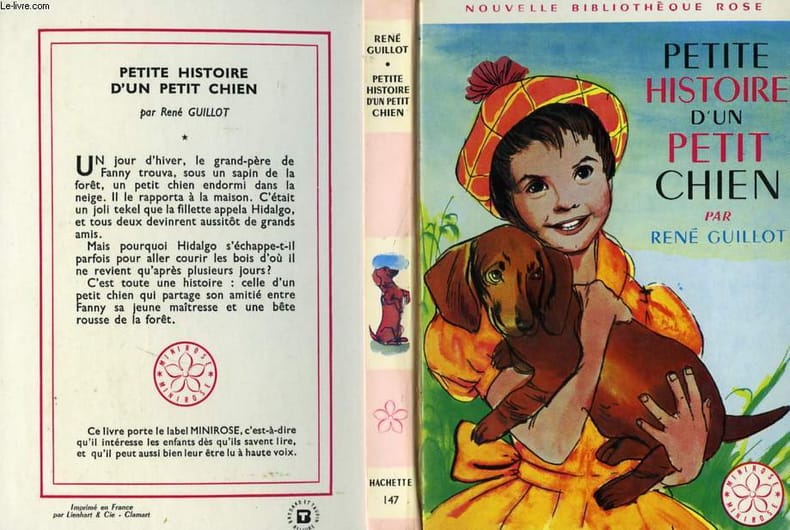 Le-livre.com
PETITE HISTOIRE
D'UN PETIT CHIEN
par René GUILLOT
★
UN jour d'hiver, le grand-père de
Fanny trouva, sous un sapin de la
forêt, un petit chien endormi dans la
neige. Il le rapporta à la maison. C'était
un joli tekel que la fillette appela Hidalgo,
et tous deux devinrent aussitôt de grands
amis.
Mais pourquoi Hidalgo s'échappe-t-il
parfois pour aller courir les bois d'où il
ne revient qu'après plusieurs jours?
C'est toute une histoire : celle d'un
petit chien qui partage son amitié entre
Fanny sa jeune maîtresse et une bête
rousse de la forêt.
MINIROSE
MINIROSE
Ce livre porte le label MINIROSE, c'est-à-dire
qu'il intéresse les enfants dès qu'ils savent lire,
et qu'il peut aussi bien leur être lu à haute voix.
Imprimé en France
par Lienhart & Cie - Clamart
BRODARD ET TAUPIN
RELIURE
RENÉ
GUILLOT
•
PETITE
HISTOIRE
D'UN PETIT
CHIEN
HACHETTE
147
NOUVELLE BIBLIOTHÈQUE ROSE
PETITE
HISTOIRE
D'UN
PETIT
CHIEN
PAR
RENÉ GUILLOT
MINIROSE
MINIROSE